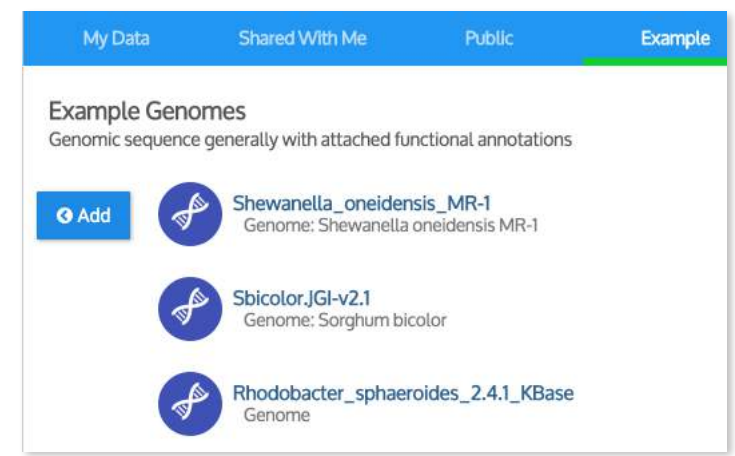 My Data Shared With Me Public Example
Example Genomes
Genomic sequence generally with attached functional annotations
Add
Shewanella_oneidensis_MR-1
Genome: Shewanella oneidensis MR-1
Sbicolor.JGI-v2.1
Genome: Sorghum bicolor
Rhodobacter_sphaeroides_2.4.1_KBase
Genome